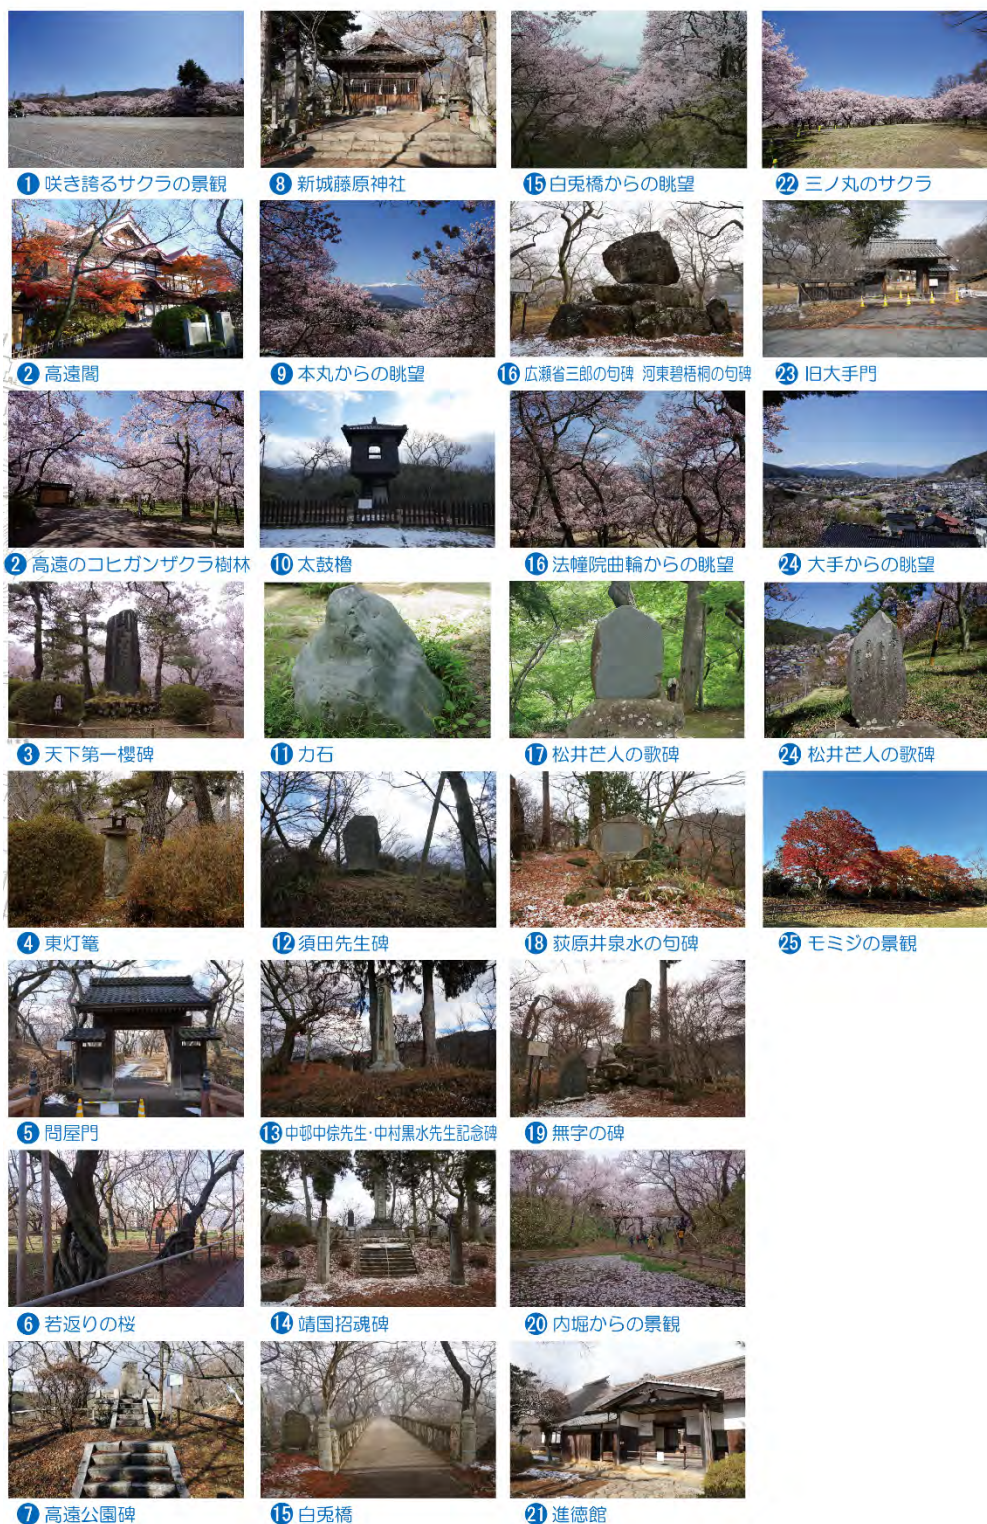 1 咲き誇るサクラの景観
2 高遠閣
2 高遠のコヒガンザクラ樹林
3 天下第一櫻碑
4 東灯篭
5 問屋門
6 若返りの桜
7 高遠公園碑
8 新城藤原神社
9 本丸からの眺望
10 太鼓櫓
11 力石
12 須田先生碑
13 中邨中倧先生・中村黒水先生記念碑
14 靖国招魂碑
15 白兎橋
15 白兎橋からの眺望
16 広瀬省三郎の句碑 河東碧梧桐の句碑
16 法幢院曲輪からの眺望
17 松井芒人の歌碑
18 荻原井泉水の句碑
19 無字の碑
20 内堀からの景観
21 進徳館
22 三ノ丸のサクラ
23 旧大手門
24 大手からの眺望
24 松井芒人の歌碑
25 モミジの景観